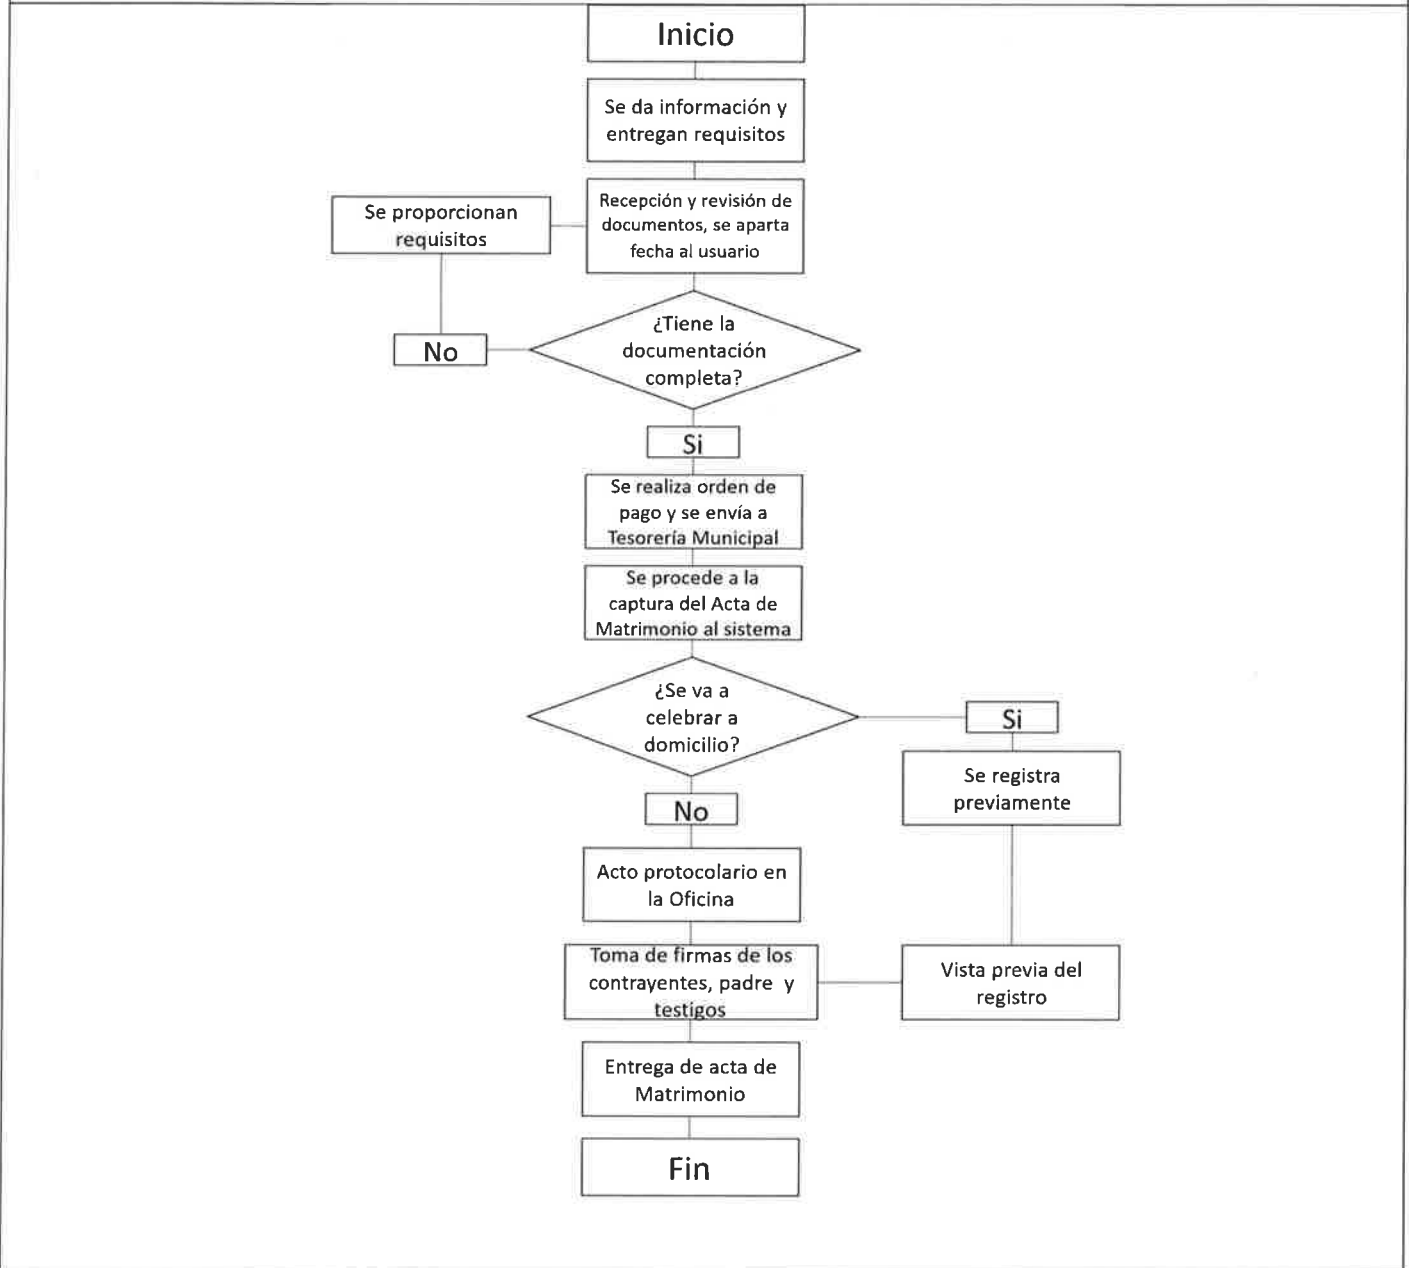 Inicio
Se da información y
entregan requisitos
Recepción y revisión de
documentos, se aparta
fecha al usuario
Se proporcionan
requisitos
¿Tiene la
documentación
completa?
No
Si
Se realiza orden de
pago y se envía a
Tesorería Municipal
Se procede a la
captura del Acta de
Matrimonio al sistema
¿Se va a
celebrar a
domicilio?
Si
Se registra
previamente
No
Acto protocolario en
la Oficina
Toma de firmas de los
contrayentes, padre y
testigos
Vista previa del
registro
Entrega de acta de
Matrimonio
Fin